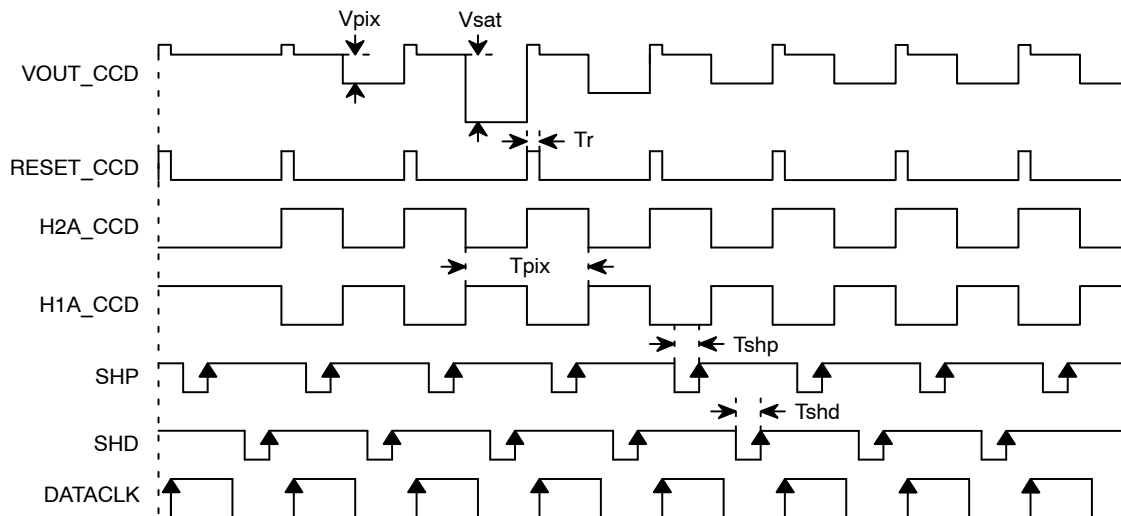 Vpix
Vsat
VOUT_CCD
Tr
RESET_CCD
H2A_CCD
Tpix
H1A_CCD
Tshp
SHP
Tshd
SHD
DATACLK